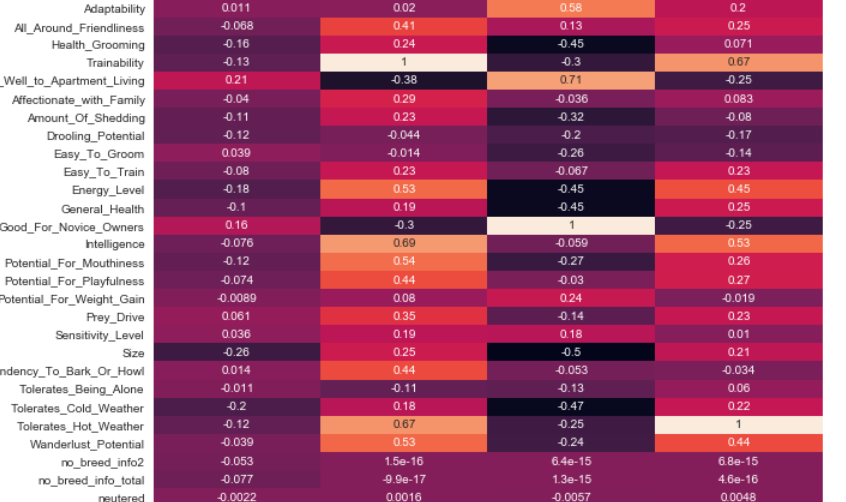 Adaptability 0.011 0.02 0.58 0.2
All_Around_Friendliness -0.068 0.41 0.13 0.25
Health_Grooming -0.16 0.24 -0.45 0.071
Trainability -0.13 1 -0.3 0.67
_Well_to_Apartment_Living 0.21 -0.38 0.71 -0.25
Affectionate_with_Family -0.04 0.29 -0.036 0.083
Amount_Of_Shedding -0.11 0.23 -0.32 -0.08
Drooling_Potential -0.12 -0.044 -0.2 -0.17
Easy_To_Groom 0.039 -0.014 -0.26 -0.14
Easy_To_Train -0.08 0.23 -0.067 0.23
Energy_Level -0.18 0.53 -0.45 0.45
General_Health -0.1 0.19 -0.45 0.25
Good_For_Novice_Owners 0.16 -0.3 1 -0.25
Intelligence -0.076 0.69 -0.059 0.53
Potential_For_Mouthiness -0.12 0.54 -0.27 0.26
Potential_For_Playfulness -0.074 0.44 -0.03 0.27
Potential_For_Weight_Gain -0.0089 0.08 0.24 -0.019
Prey_Drive 0.061 0.35 -0.14 0.23
Sensitivity_Level 0.036 0.19 0.18 0.01
Size -0.26 0.25 -0.5 0.21
ndency_To_Bark_Or_Howl 0.014 0.44 -0.053 -0.034
Tolerates_Being_Alone -0.011 -0.11 -0.13 0.06
Tolerates_Cold_Weather -0.2 0.18 -0.47 0.22
Tolerates_Hot_Weather -0.12 0.67 -0.25 1
Wanderlust_Potential -0.039 0.53 -0.24 0.44
no_breed_info2 -0.053 1.5e-16 6.4e-15 6.8e-15
no_breed_info_total -0.077 -9.9e-17 1.3e-15 4.6e-16
neutered -0.0022 0.0016 -0.0057 0.0048